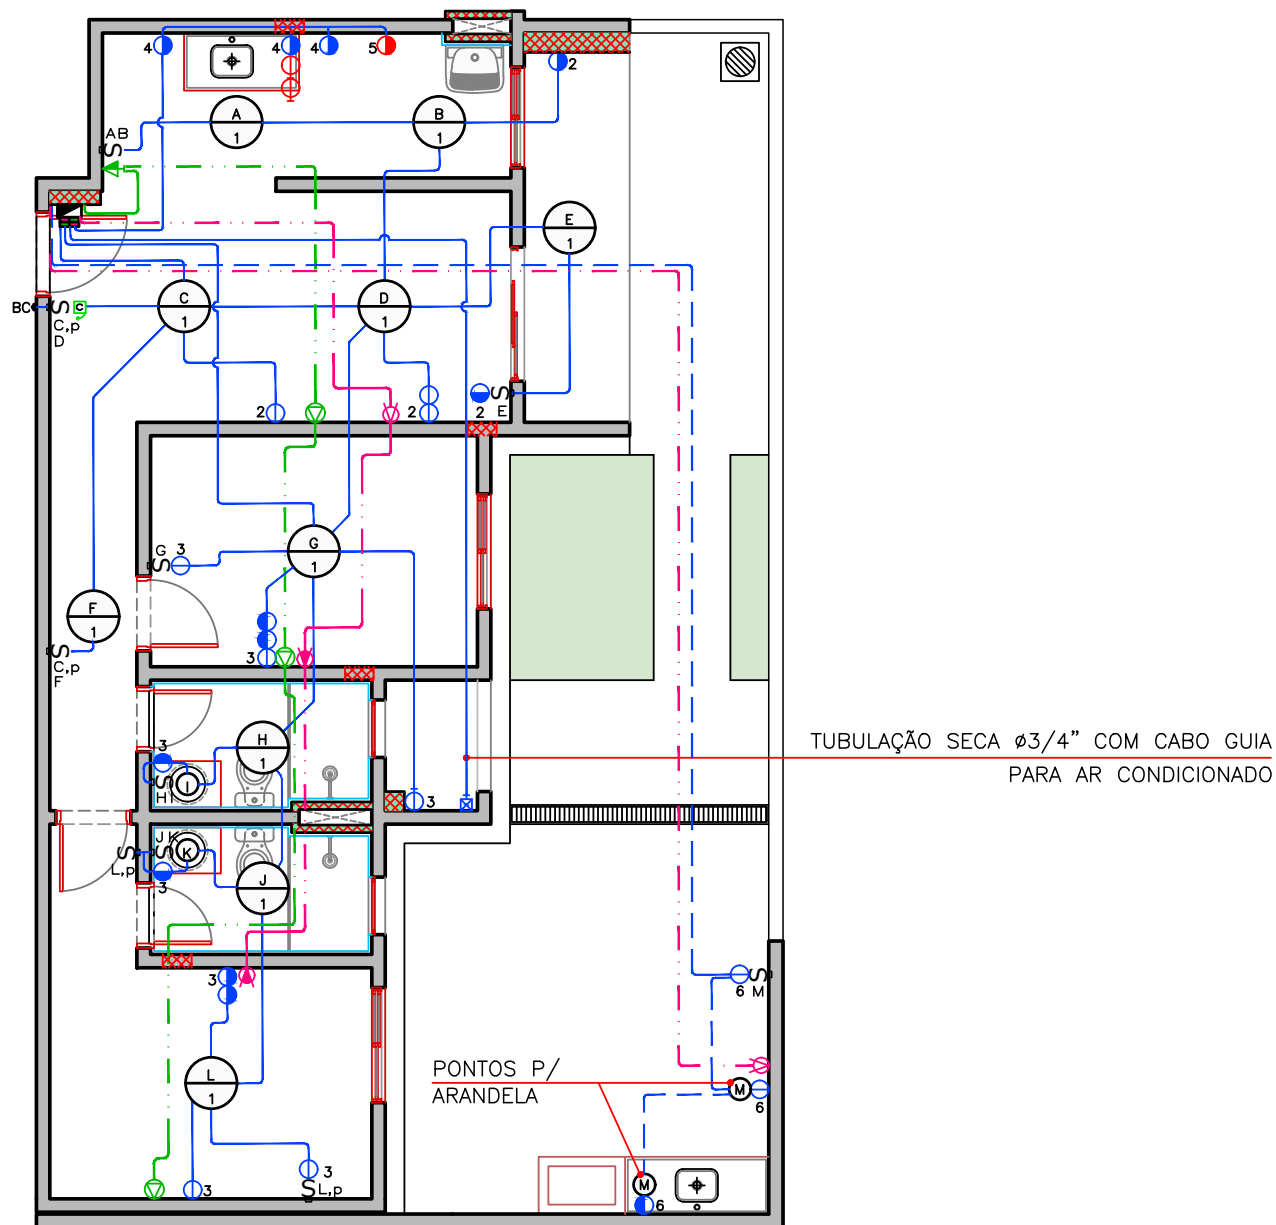 4
4
4
5
2
A
1
B
1
AB
E
1
BC
C,p
D
C
C
1
D
1
2
2
2
E
G
3
G
1
F
1
C,p
F
3
3
HI
I
H
1
3
TUBULAÇÃO SECA ø3/4” COM CABO GUIA
PARA AR CONDICIONADO
JK
K
L,p
3
J
1
3
6
M
L
1
PONTOS P/
ARANDELA
M
6
3
3
L,p
M
6